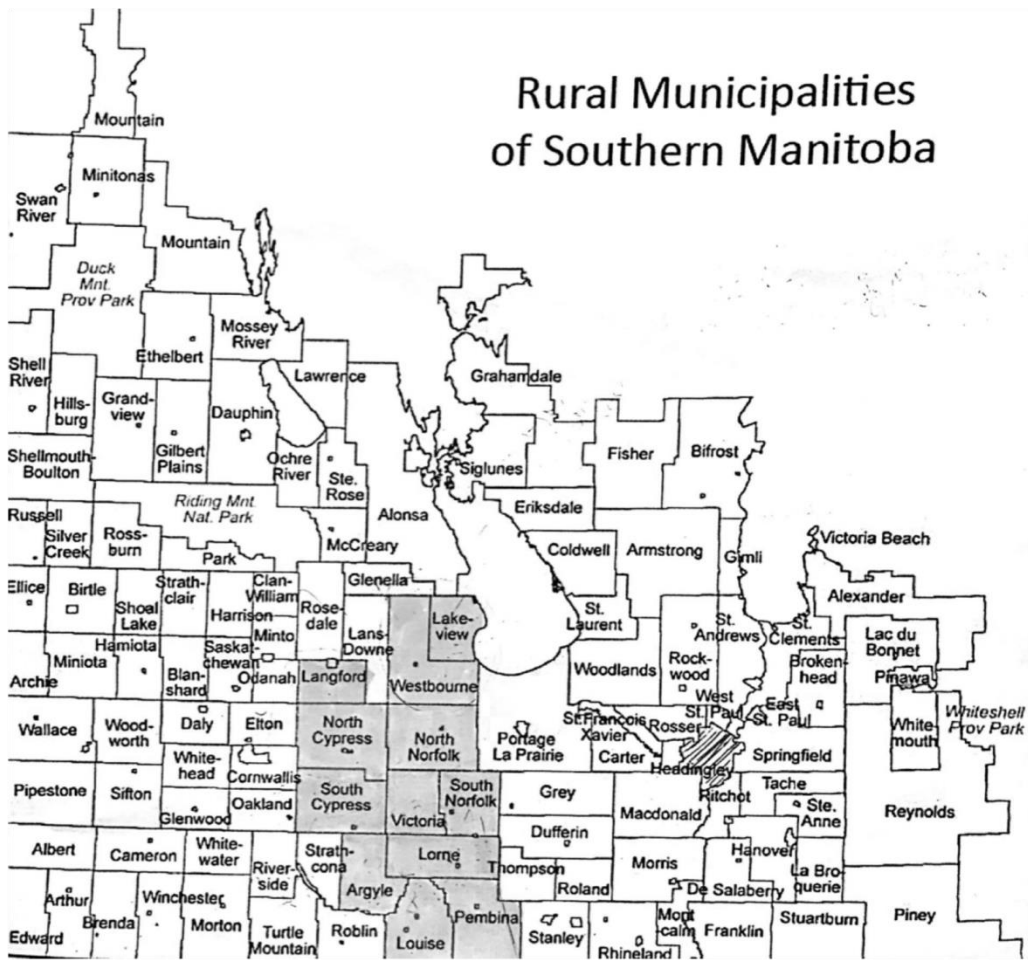 Rural Municipalities
of Southern Manitoba
Mountain
Minitonas
Swan
River
Mountain
Duck
Mnt.
Prov Park
Mossey
River
Ethelbert
Shell
River
Hills-
burg
Grand-
view
Dauphin
Lawrence
Grahamdale
Shellmouth-
Boulton
Gilbert
Plains
Ochre
River
Ste.
Rose
Siglunes
Fisher
Bifrost
Riding Mnt.
Nat. Park
Alonsa
Eriksdale
Russell
Silver
Creek
Ross-
burn
Park
McCreary
Coldwell
Armstrong
Gimli
Victoria Beach
Ellice
Birtle
Strath-
clair
Clan-
William
Glenella
Alexander
Shoal
Lake
Harrison
Rose-
dale
Lake-
view
St.
Laurent
St.
Andrews
St.
Clements
Lac du
Bonnet
Hamiota
Minto
Lans-
Downe
Miniota
Saskat-
chewan
Woodlands
Rock-
wood
Broken-
head
Pinawa
Archie
Blan-
shard
Odanah
Langford
Westbourne
West
St. Paul
East
St. Paul
Wallace
Wood-
worth
Daly
Elton
North
Cypress
North
Norfolk
Portage
La Prairie
St.François
Xavier
Rosser
White
mouth
Whiteshell
Prov Park
White-
head
Cornwallis
Carter
Headingley
Springfield
Pipestone
Sifton
Oakland
South
Cypress
South
Norfolk
Grey
Macdonald
Ritchot
Tache
Ste.
Anne
Reynolds
Glenwood
Victoria
Dufferin
Albert
Cameron
White-
water
River-
side
Strath-
cona
Lorne
Thompson
Morris
Hanover
La Bro-
querie
Roland
De Salaberry
Arthur
Winchester
Argyle
Pembina
Brenda
Morton
Mont
calm
Stuartburn
Piney
Edward
Turtle
Mountain
Roblin
Louise
Stanley
Rhineland
Franklin